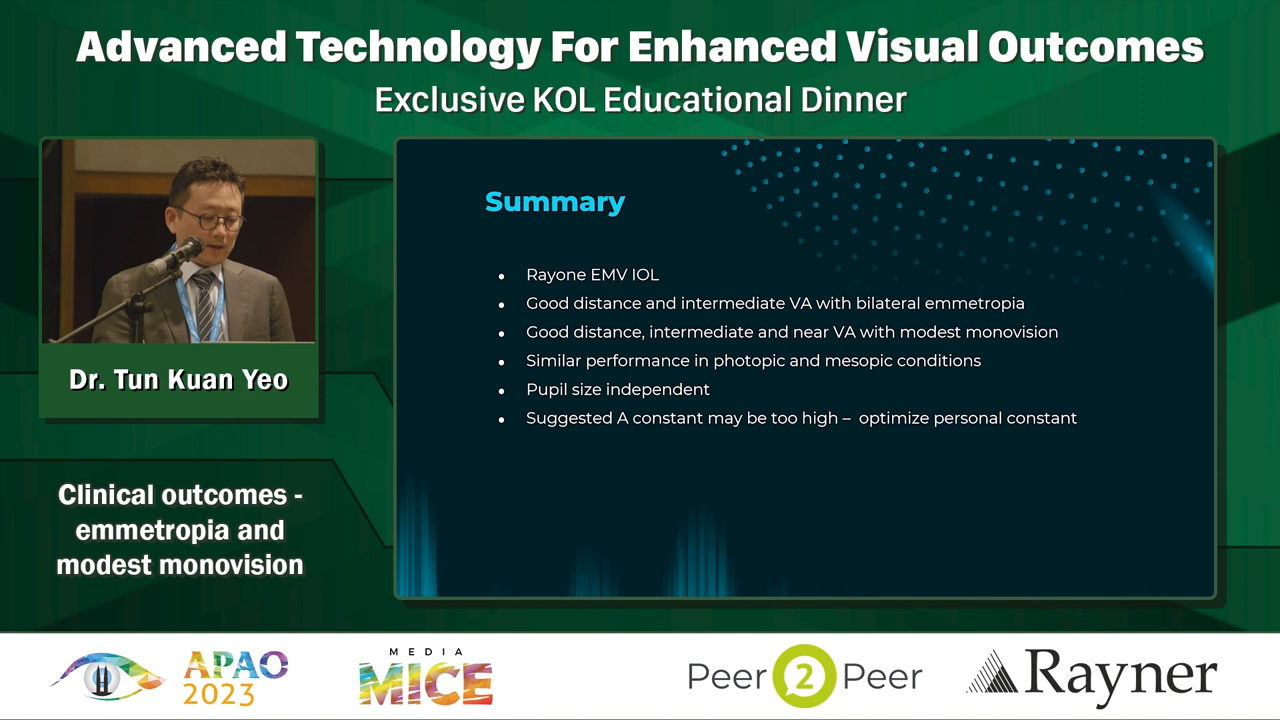 Advanced Technology For Enhanced Visual Outcomes
Exclusive KOL Educational Dinner
Dr. Tun Kuan Yeo
Clinical outcomes -
emmetropia and
modest monovision
Summary
• Rayone EMV IOL
• Good distance and intermediate VA with bilateral emmetropia
• Good distance, intermediate and near VA with modest monovision
• Similar performance in photopic and mesopic conditions
• Pupil size independent
• Suggested A constant may be too high – optimize personal constant
APAO
2023
MEDIA
MICE
Peer 2 Peer
Rayner